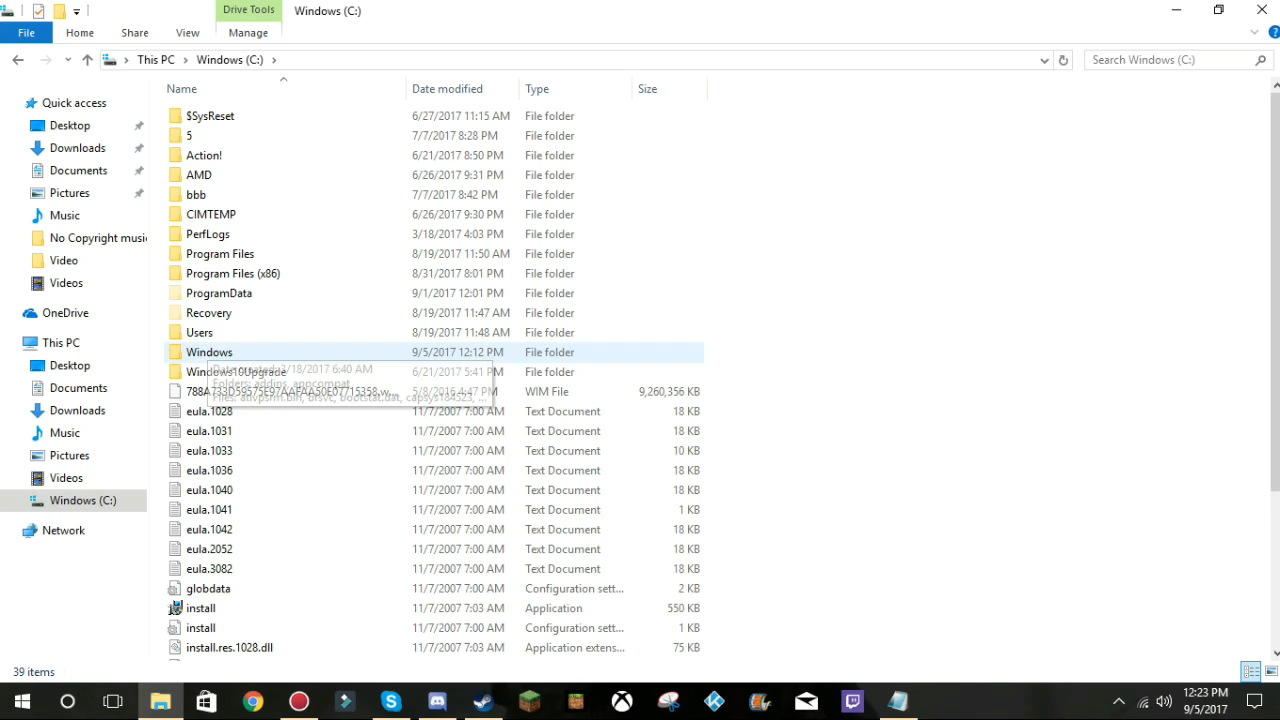 Drive Tools
Windows (C:)
File
Home
Share
View
Manage
This PC
Windows (C:)
Search Windows (C:)
Name
Date modified
Type
Size
Quick access
Desktop
Downloads
Documents
Pictures
Music
No Copyright musi
Video
Videos
OneDrive
This PC
Desktop
Documents
Downloads
Music
Pictures
Videos
Windows (C:)
Network
$SysReset 6/27/2017 11:15 AM File folder
5 7/7/2017 8:28 PM File folder
Action! 6/21/2017 8:50 PM File folder
AMD 6/26/2017 9:31 PM File folder
bbb 7/7/2017 8:42 PM File folder
CIMTEMP 6/26/2017 9:30 PM File folder
PerfLogs 3/18/2017 4:03 PM File folder
Program Files 8/19/2017 11:50 AM File folder
Program Files (x86) 8/31/2017 8:01 PM File folder
ProgramData 9/1/2017 12:01 PM File folder
Recovery 8/19/2017 11:47 AM File folder
Users 8/19/2017 11:48 AM File folder
Windows 9/5/2017 12:12 PM File folder
Windows10Upgrade 6/21/2017 5:41 PM File folder
5/8/2016 4:47 PM WIM File 9,260,356 KB
eula.1028 11/7/2007 7:00 AM Text Document 18 KB
eula.1031 11/7/2007 7:00 AM Text Document 18 KB
eula.1033 11/7/2007 7:00 AM Text Document 10 KB
eula.1036 11/7/2007 7:00 AM Text Document 18 KB
eula.1040 11/7/2007 7:00 AM Text Document 18 KB
eula.1041 11/7/2007 7:00 AM Text Document 1 KB
eula.1042 11/7/2007 7:00 AM Text Document 18 KB
eula.2052 11/7/2007 7:00 AM Text Document 18 KB
eula.3082 11/7/2007 7:00 AM Text Document 18 KB
globdata 11/7/2007 7:00 AM Configuration sett... 2 KB
install 11/7/2007 7:03 AM Application 550 KB
install 11/7/2007 7:00 AM Configuration sett... 1 KB
install.res.1028.dll 11/7/2007 7:03 AM Application extens... 75 KB
Date created: 3/18/2017 6:40 AM
Folders: addins, appcompat
39 items
12:23 PM
9/5/2017